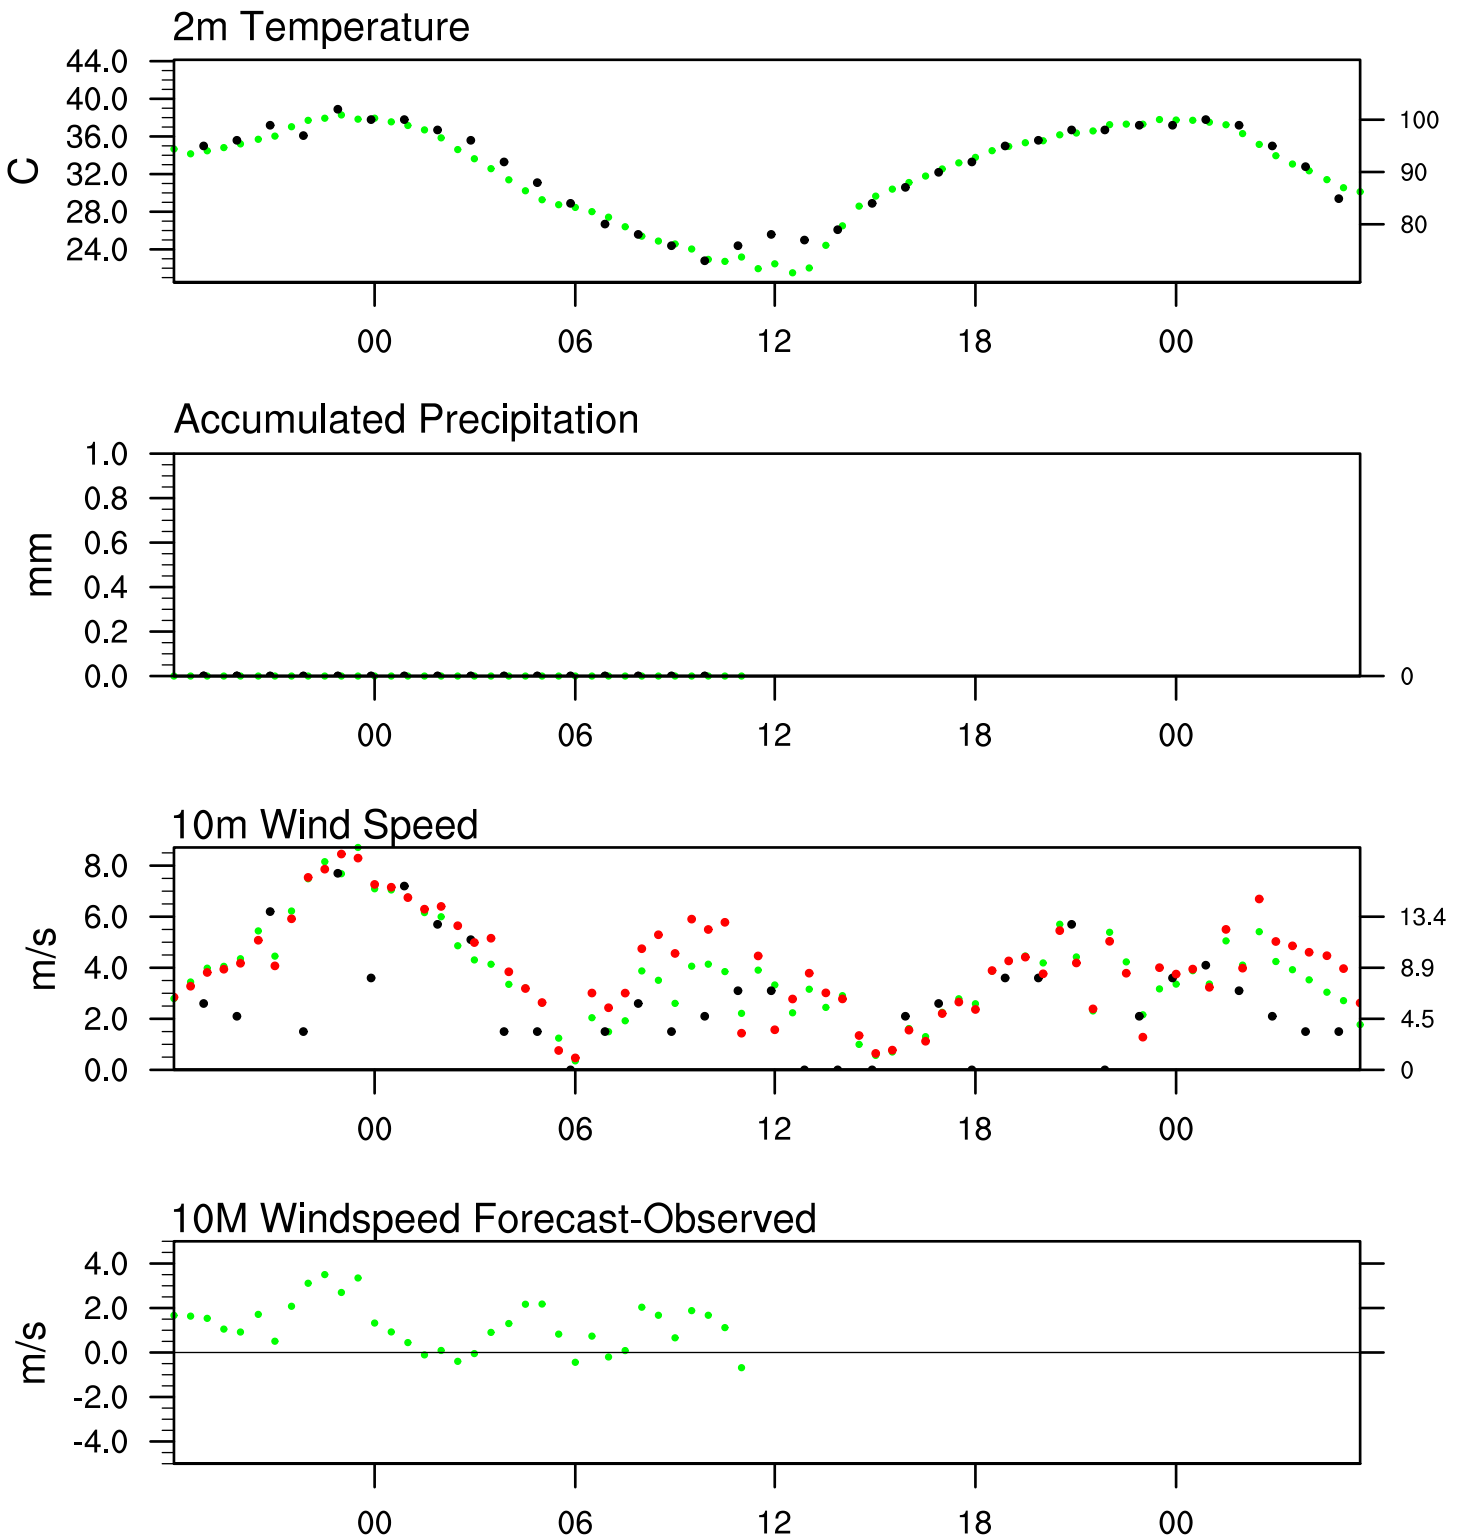 2m Temperature
44.0
40.0
36.0
32.0
28.0
24.0
C
100
90
80
00 06 12 18 00
Accumulated Precipitation
1.0
0.8
0.6
0.4
0.2
0.0
mm
0
00 06 12 18 00
10m Wind Speed
8.0
6.0
4.0
2.0
0.0
m/s
13.4
8.9
4.5
0
00 06 12 18 00
10M Windspeed Forecast-Observed
4.0
2.0
0.0
-2.0
-4.0
m/s
00 06 12 18 00